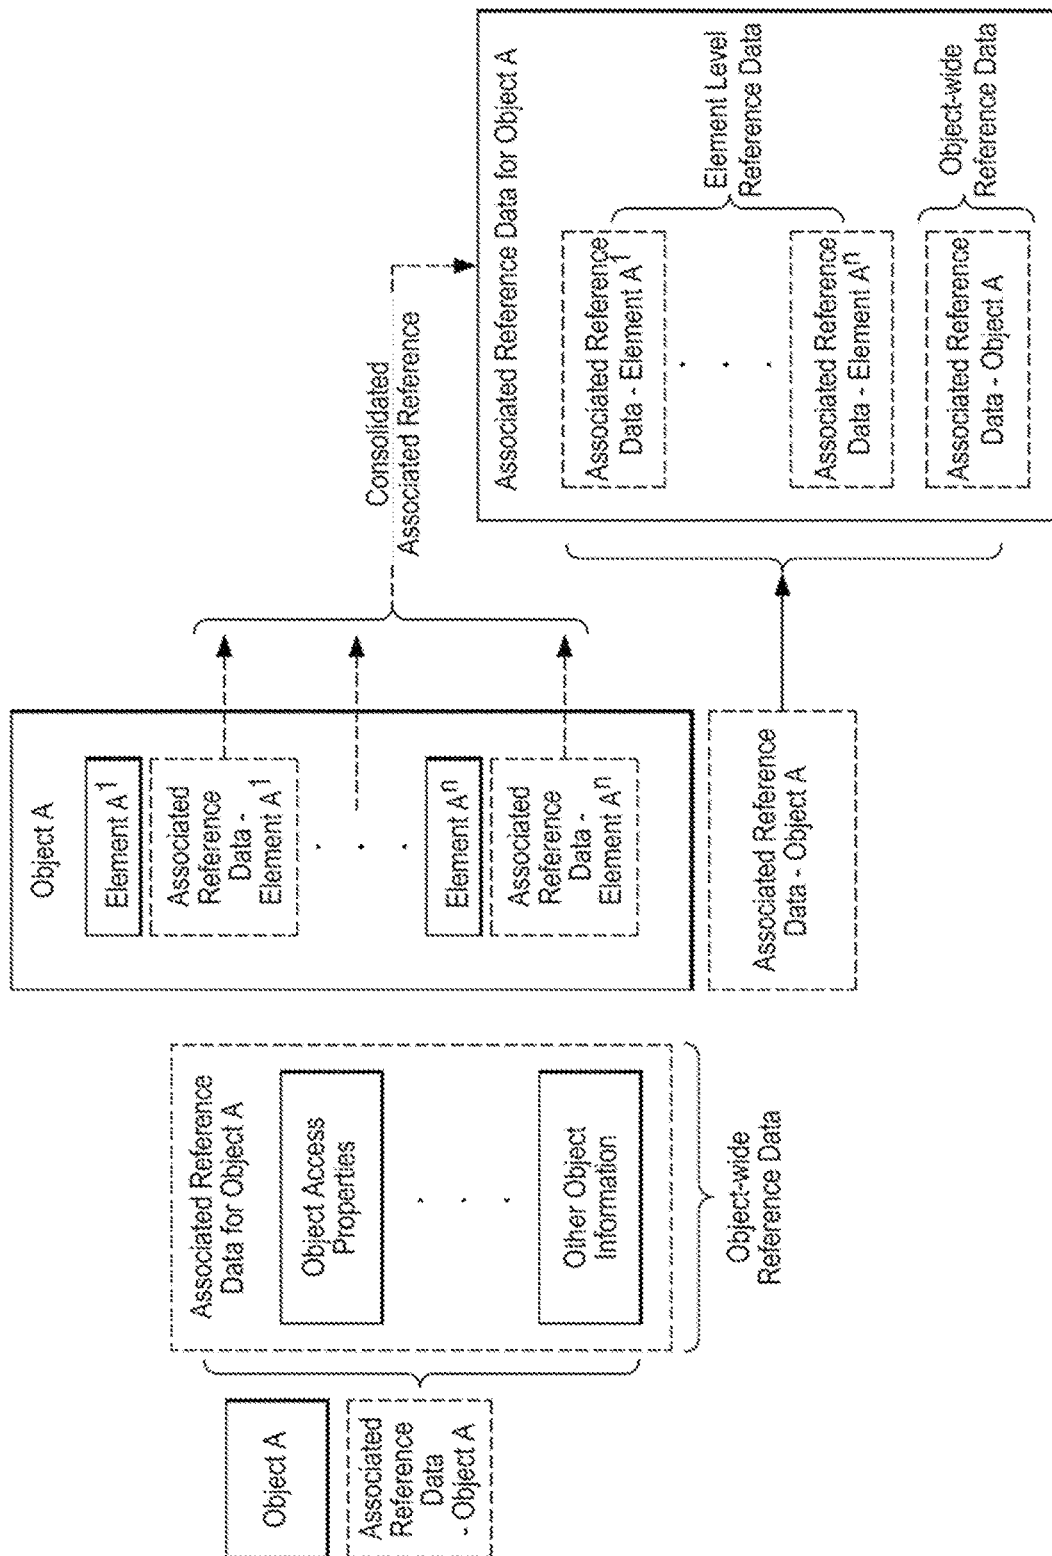 Object A
Associated
Reference
Data
- Object A
Associated Reference
Data for Object A
Object Access
Properties
Other Object
Information
Object-wide
Reference Data
Object A
Element A¹
Associated
Reference
Data -
Element A¹
Element Aⁿ
Associated
Reference
Data -
Element Aⁿ
Associated Reference
Data - Object A
Consolidated
Associated Reference
Associated Reference Data for Object A
Associated Reference
Data - Element A¹
Associated Reference
Data - Element Aⁿ
Associated Reference
Data - Object A
Element Level
Reference Data
Object-wide
Reference Data